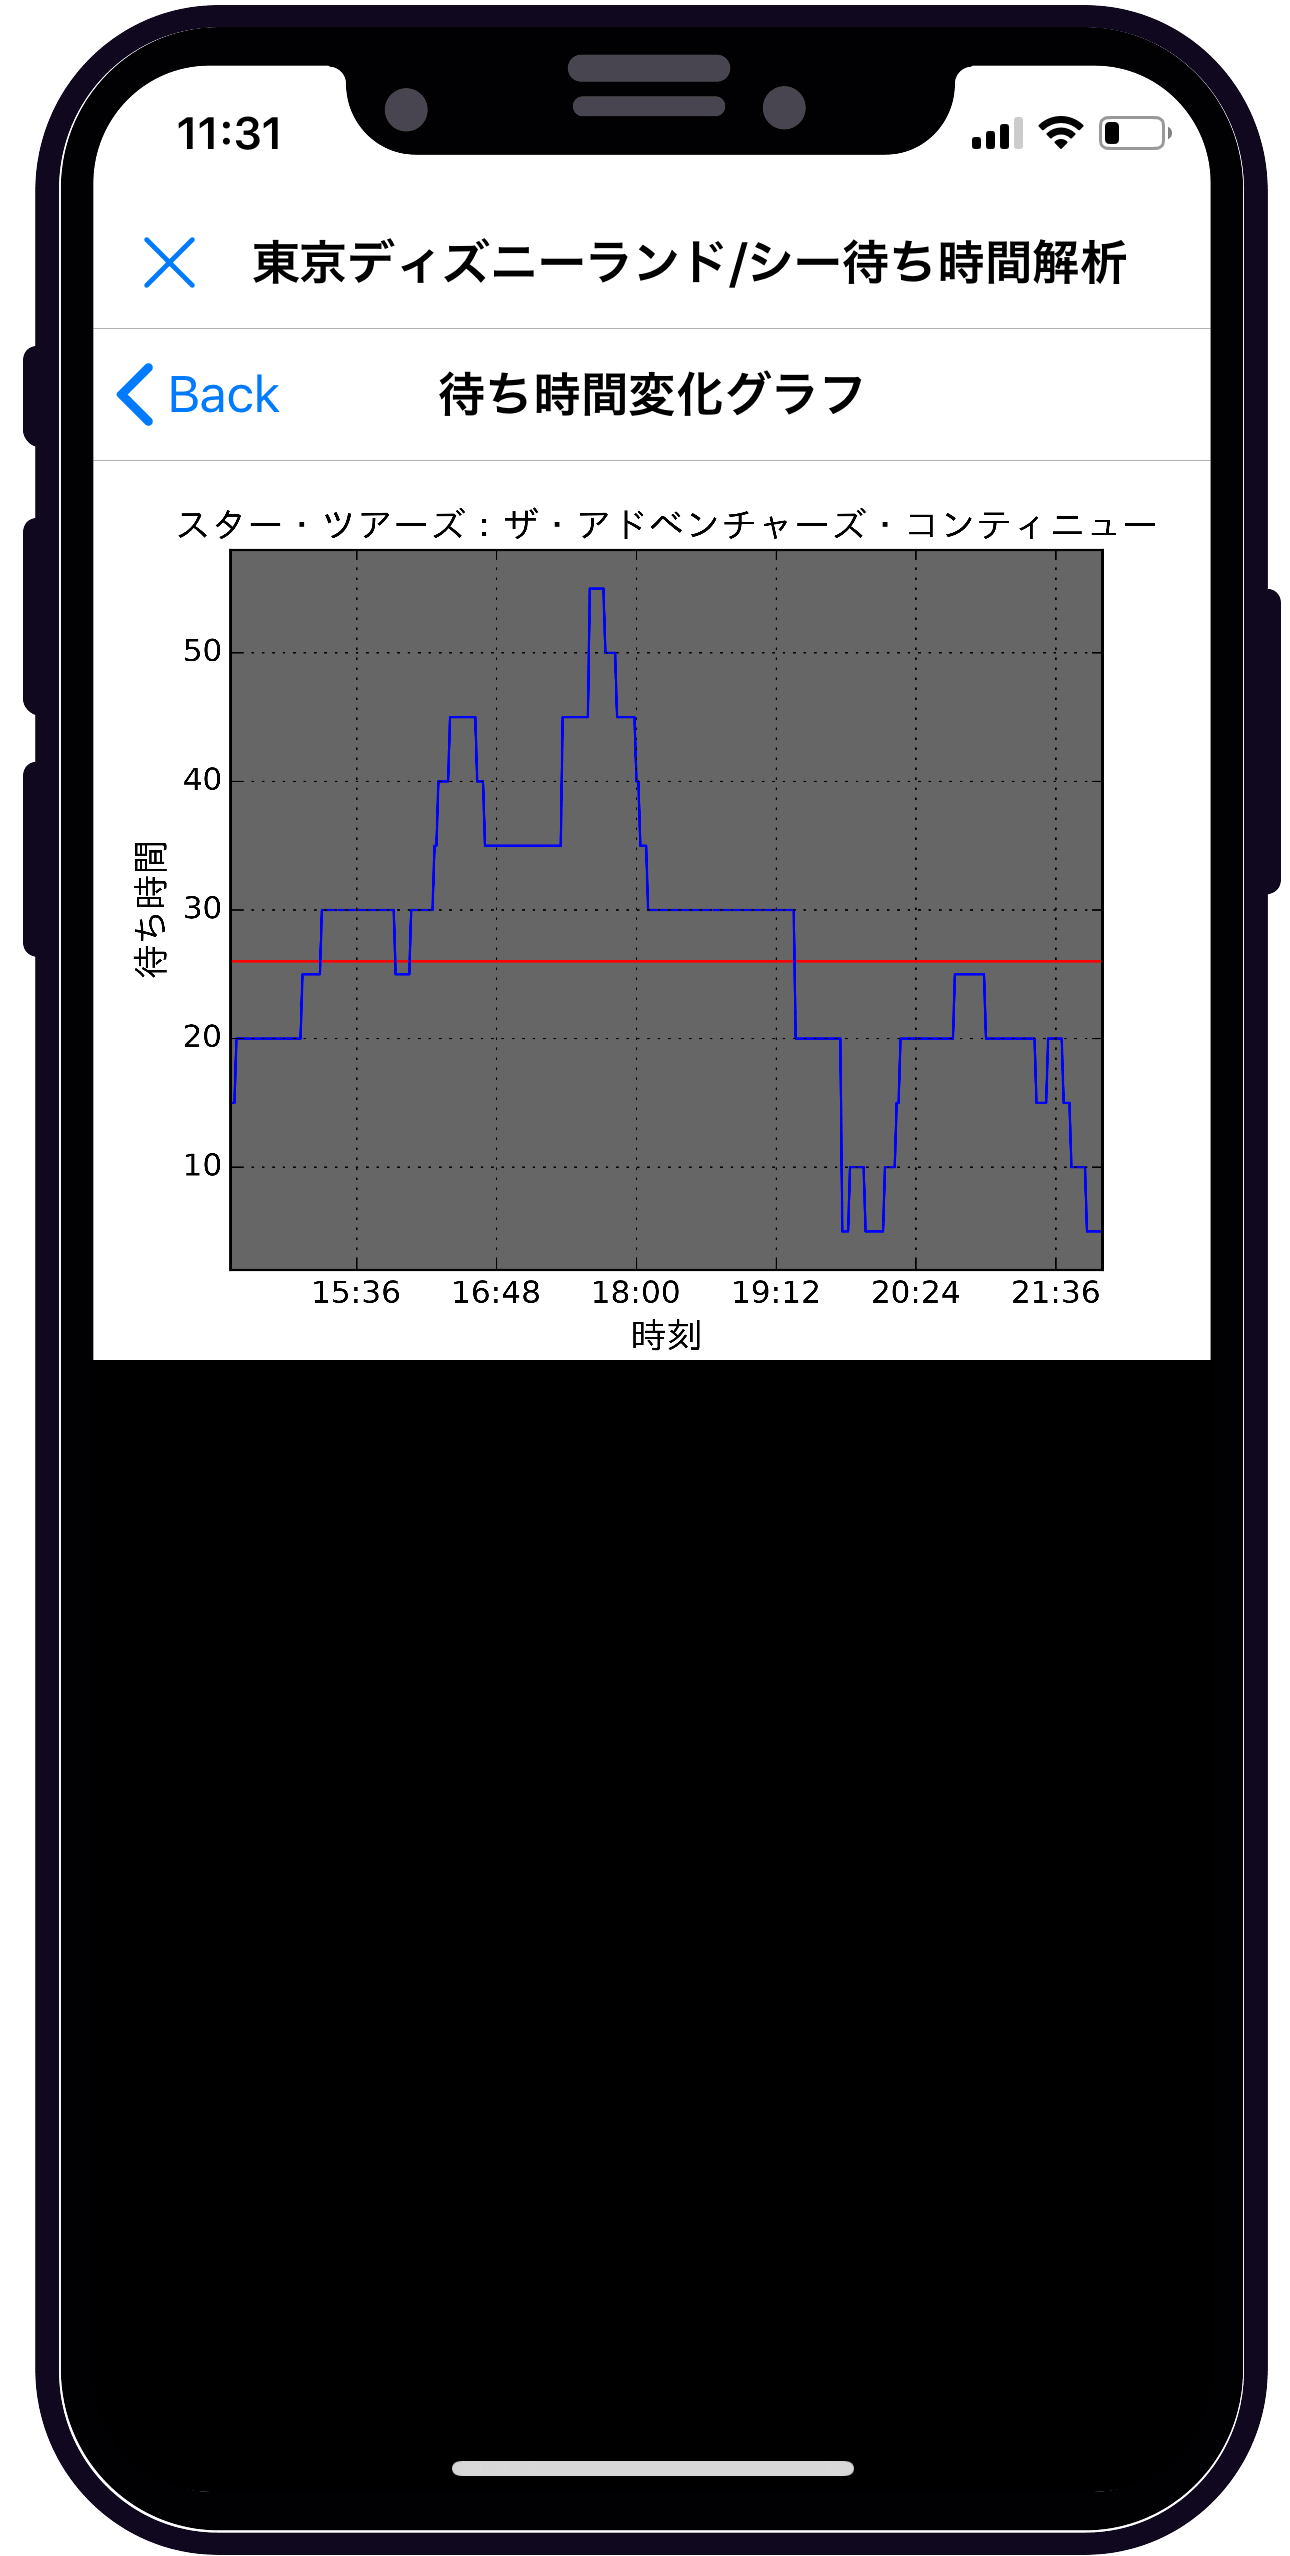 11:31
東京ディズニーランド/シー待ち時間解析
Back
待ち時間変化グラフ
スター・ツアーズ：ザ・アドベンチャーズ・コンティニュー
待ち時間
50
40
30
20
10
15:36 16:48 18:00 19:12 20:24 21:36
時刻